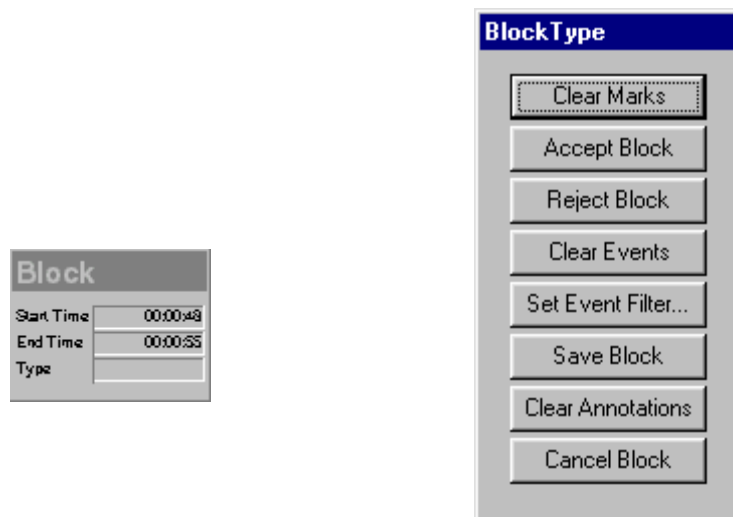 Block
Start Time 00:00:48
End Time 00:00:55
Type
BlockType
Clear Marks
Accept Block
Reject Block
Clear Events
Set Event Filter...
Save Block
Clear Annotations
Cancel Block